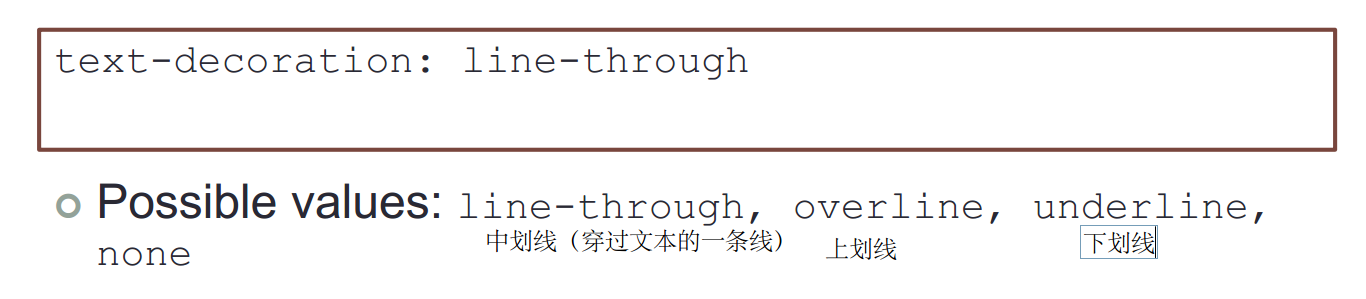 text-decoration: line-through
Possible values: line-through, overline, underline,
中划线（穿过文本的一条线） 上划线 下划线
none